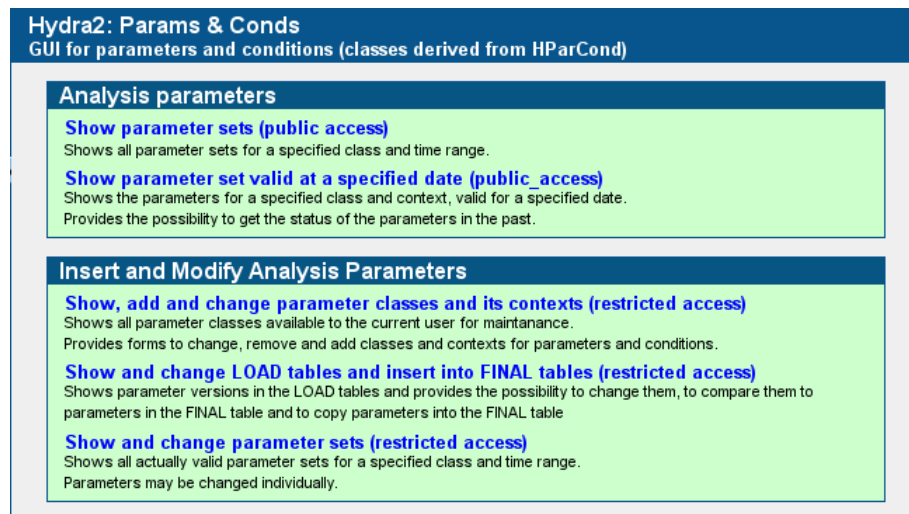 Hydra2: Params & Conds
GUI for parameters and conditions (classes derived from HParCond)
Analysis parameters
Show parameter sets (public access)
Shows all parameter sets for a specified class and time range.
Show parameter set valid at a specified date (public_access)
Shows the parameters for a specified class and context, valid for a specified date.
Provides the possibility to get the status of the parameters in the past.
Insert and Modify Analysis Parameters
Show, add and change parameter classes and its contexts (restricted access)
Shows all parameter classes available to the current user for maintanance.
Provides forms to change, remove and add classes and contexts for parameters and conditions.
Show and change LOAD tables and insert into FINAL tables (restricted access)
Shows parameter versions in the LOAD tables and provides the possibility to change them, to compare them to
parameters in the FINAL table and to copy parameters into the FINAL table
Show and change parameter sets (restricted access)
Shows all actually valid parameter sets for a specified class and time range.
Parameters may be changed individually.